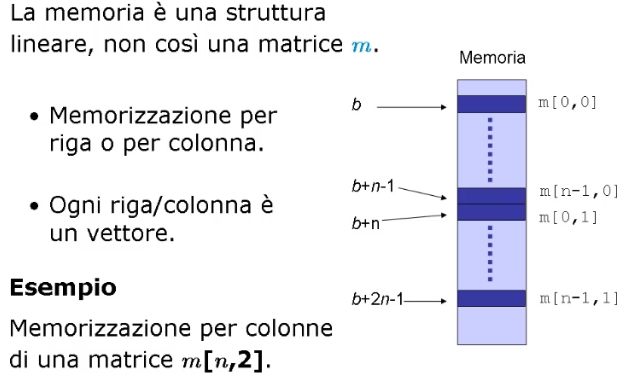 La memoria è una struttura
lineare, non così una matrice m.
• Memorizzazione per
riga o per colonna.
• Ogni riga/colonna è
un vettore.
Esempio
Memorizzazione per colonne
di una matrice m[n,2].
Memoria
b m[0,0]
b+n-1 m[n-1,0]
b+n m[0,1]
b+2n-1 m[n-1,1]